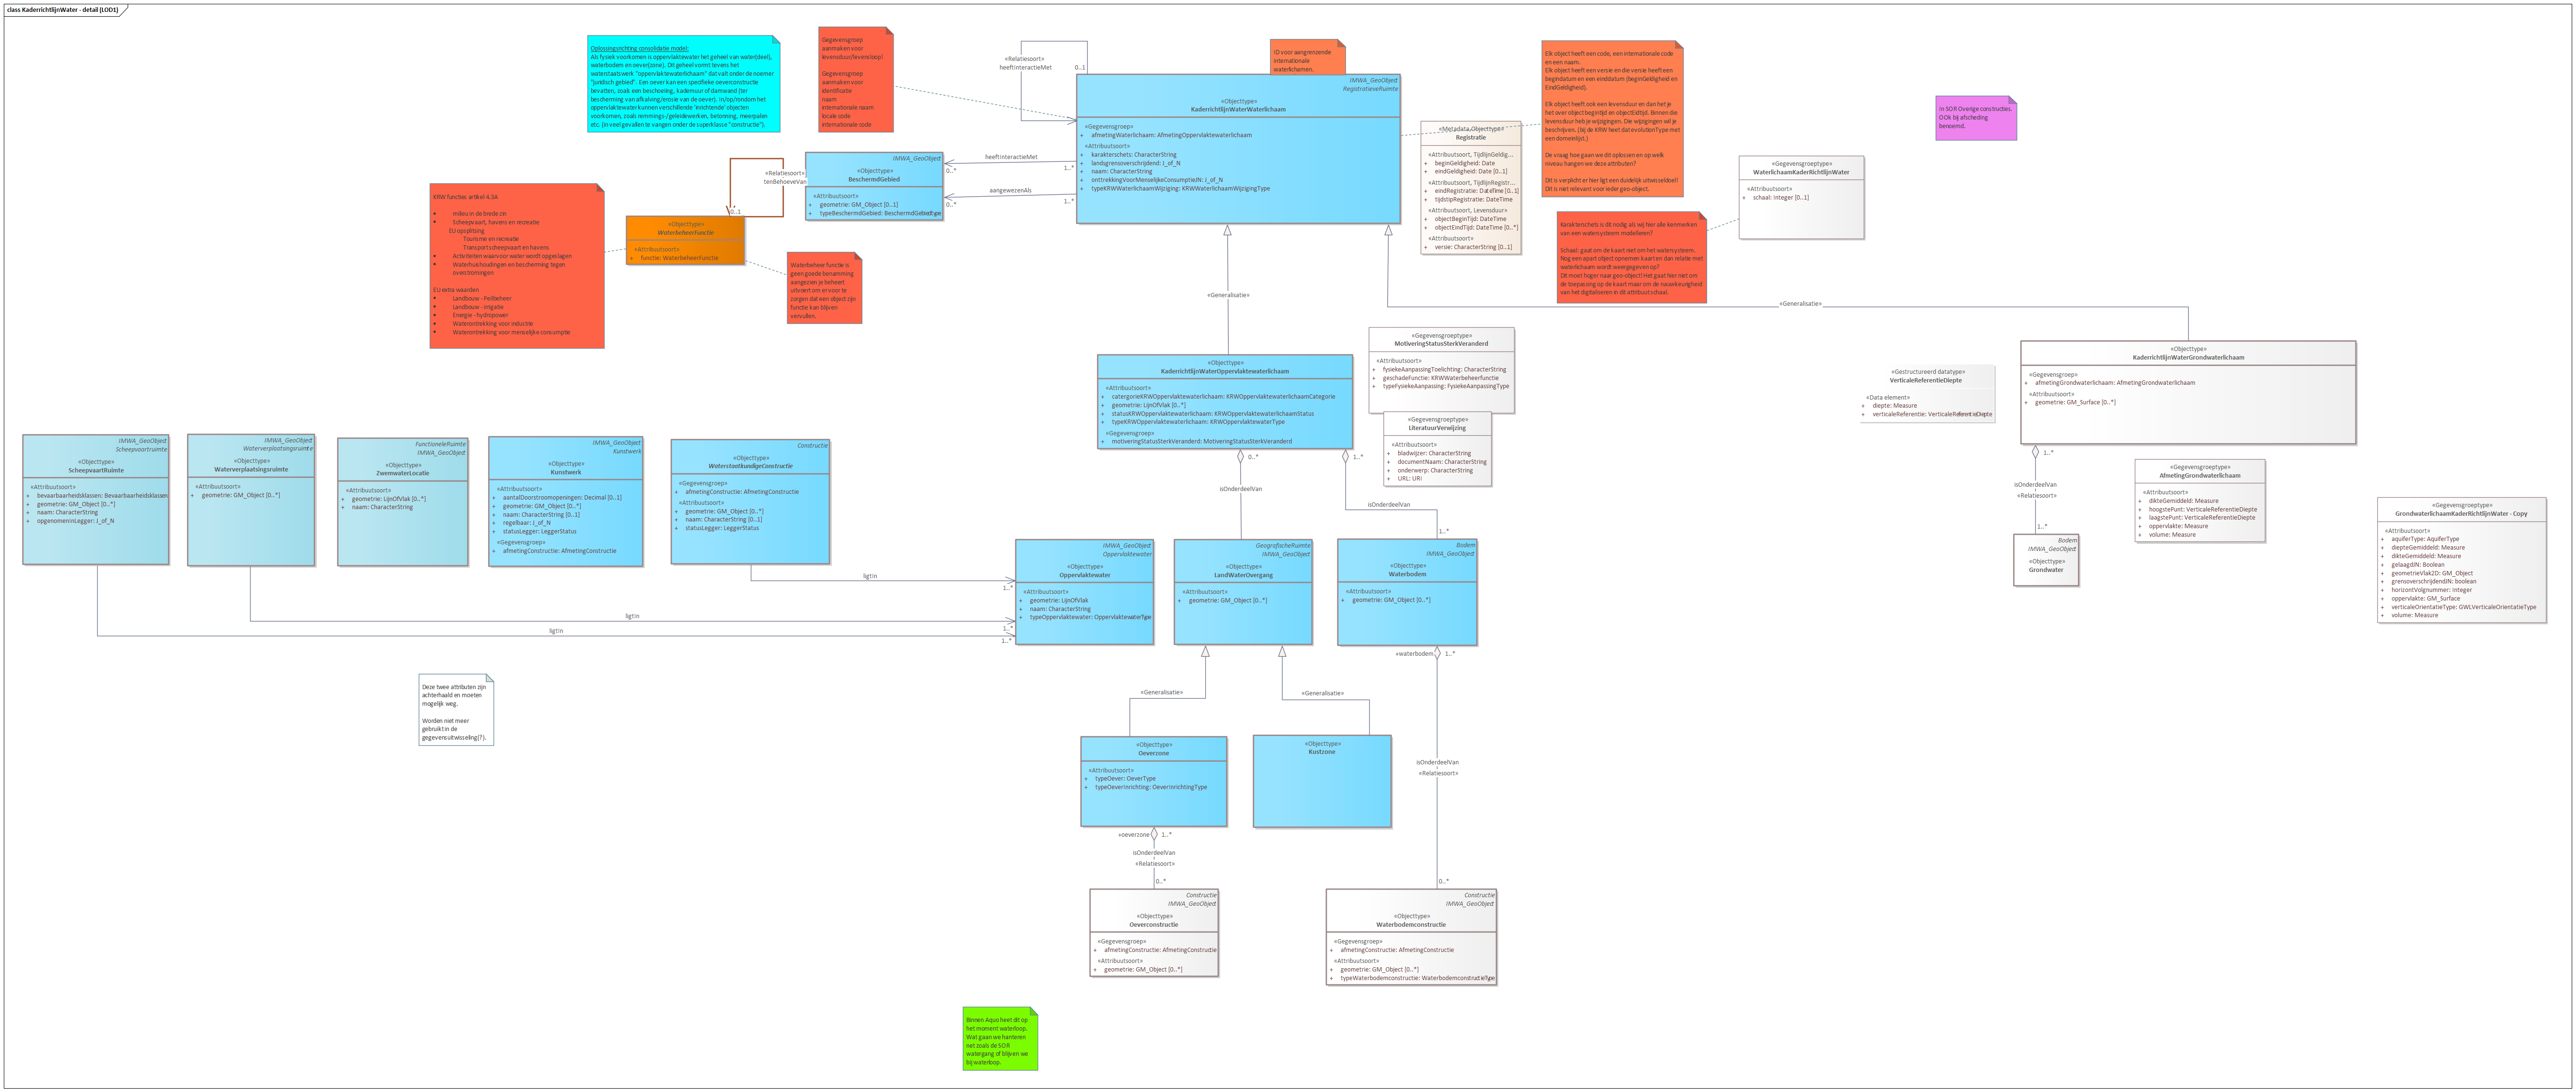 class KaderrichtlijnWater - detail (LOD1)
Oplossingsrichting consolidatie model:
Als fysiek voorkomen is oppervlaktewater het geheel van water(deel),
waterbodem en oever(zone). Dit geheel vormt tevens het
waterstaatswerk "oppervlaktewaterlichaam" dat valt onder de noemer
"juridisch gebied". Een oever kan een specifieke oeverconstructie
bevatten, zoals een beschoeiing, kademuur of damwand (ter
bescherming van afkalving/erosie van de oever). In/op/rondom het
oppervlaktewater kunnen verschillende 'inrichtende' objecten
voorkomen, zoals remmings-/geleidewerken, betonning, meerpalen
etc. (in veel gevallen te vangen onder de superklasse "constructie").
Gegevensgroep
aanmaken voor
levensduur/levensloop!
Gegevensgroep
aanmaken voor
identificatie
naam
internationale naam
locale code
internationale code
«Relatiesoort»
heeftInteractieMet
0..1
ID voor aangrenzende
internationale
waterlichamen.
IMWA_GeoObject
RegistratieveRuimte
«Objecttype»
KaderrichtlijnWaterWaterlichaam
«Gegevensgroep»
+ afmetingWaterlichaam: AfmetingOppervlaktewaterlichaam
«Attribuutsoort»
+ karakterschets: CharacterString
+ landsgrensoverschrijdend: J_of_N
+ naam: CharacterString
+ onttrekkingVoorMenselijkeConsumptieJN: J_of_N
+ typeKRWWaterlichaamWijziging: KRWWaterlichaamWijzigingType
Elk object heeft een code, een internationale code
en een naam.
Elk object heeft een versie en die versie heeft een
begindatum en een einddatum (beginGeldigheid en
EindGeldigheid).
Elk object heeft ook een levensduur en dan het je
het over object begintijd en objectEidtijd. Binnen die
levensduur heb je wijzigingen. Die wijzigingen wil je
beschrijven. (bij de KRW heet dat evolutionType met
een domeinlijst.)
De vraag hoe gaan we dit oplossen en op welk
niveau hangen we deze attributen?
Dit is verplicht er hier ligt een duidelijk uitwisseldoel!
Dit is niet relevant voor ieder geo-object.
«Metadata,Objecttype»
Registratie
«Attribuutsoort, TijdlijnGeldig...
+ beginGeldigheid: Date
+ eindGeldigheid: Date [0..1]
«Attribuutsoort, TijdlijnRegistr...
+ eindRegistratie: DateTime [0..1]
+ tijdstipRegistratie: DateTime
«Attribuutsoort, Levensduur»
+ objectBeginTijd: DateTime
+ objectEindTijd: DateTime [0..*]
«Attribuutsoort»
+ versie: CharacterString [0..1]
In SOR Overige constructies.
OOk bij afscheding
benoemd.
«Gegevensgroeptype»
WaterlichaamKaderRichtlijnWater
«Attribuutsoort»
+ schaal: Integer [0..1]
Karakterschets is dit nodig als wij hier alle kenmerken
van een watersysteem modelleren?
Schaal: gaat om de kaart niet om het watersysteem.
Nog een apart object opnemen kaart en dan relatie met
waterlichaam wordt weergegeven op?
Dit moet hoger naar geo-object! Het gaat hier niet om
de toepassing op de kaart maar om de nauwkeurigheid
van het digitaliseren in dit attribuut schaal.
heeftInteractieMet
0..*
1..*
aangewezenAls
0..*
1..*
IMWA_GeoObject
«Objecttype»
BeschermdGebied
«Attribuutsoort»
+ geometrie: GM_Object [0..1]
+ typeBeschermdGebied: BeschermdGebiedType
«Relatiesoort»
tenBehoeveVan
0..1
«Objecttype»
WaterbeheerFunctie
«Attribuutsoort»
+ functie: WaterbeheerFunctie
KRW functies artikel 4.3A
• milieu in de brede zin
• Scheepvaart, havens en recreatie
EU opsplitsing
Tourisme en recreatie
Transport scheepvaart en havens
• Activiteiten waarvoor water wordt opgeslagen
• Waterhuishoudingen en bescherming tegen
overstromingen
EU extra waarden
• Landbouw - Peilbeheer
• Landbouw - irrigatie
• Energie - hydropower
• Wateronttrekking voor industrie
• Wateronttrekking voor menselijke consumptie
Waterbeheer functie is
geen goede benamming
aangezien je beheert
uitvoert om ervoor te
zorgen dat een object zijn
functie kan blijven
vervullen.
«Generalisatie»
«Generalisatie»
«Objecttype»
KaderrichtlijnWaterOppervlaktewaterlichaam
«Attribuutsoort»
+ catergorieKRWOppervlaktewaterlichaam: KRWOppervlaktewaterlichaamCategorie
+ geometrie: LijnOfVlak [0..*]
+ statusKRWOppervlaktewaterlichaam: KRWOppervlaktewaterlichaamStatus
+ typeKRWOppervlaktewaterlichaam: KRWOppervlaktewaterType
«Gegevensgroep»
+ motiveringStatusSterkVeranderd: MotiveringStatusSterkVeranderd
«Gegevensgroeptype»
MotiveringStatusSterkVeranderd
«Attribuutsoort»
+ fysiekeAanpassingToelichting: CharacterString
+ geschadeFunctie: KRWWaterbeheerfunctie
+ typeFysiekeAanpassing: FysiekeAanpassingType
«Gegevensgroeptype»
LiteratuurVerwijzing
«Attribuutsoort»
+ bladwijzer: CharacterString
+ documentNaam: CharacterString
+ onderwerp: CharacterString
+ URL: URI
«Gestructureerd datatype»
VerticaleReferentieDiepte
«Data element»
+ diepte: Measure
+ verticaleReferentie: VerticaleReferentieDiepte
«Objecttype»
KaderrichtlijnWaterGrondwaterlichaam
«Gegevensgroep»
+ afmetingGrondwaterlichaam: AfmetingGrondwaterlichaam
«Attribuutsoort»
+ geometrie: GM_Surface [0..*]
1..*
isOnderdeelVan
«Relatiesoort»
1..*
Bodem
IMWA_GeoObject
«Objecttype»
Grondwater
«Gegevensgroeptype»
AfmetingGrondwaterlichaam
«Attribuutsoort»
+ dikteGemiddeld: Measure
+ hoogstePunt: VerticaleReferentieDiepte
+ laagstePunt: VerticaleReferentieDiepte
+ oppervlakte: Measure
+ volume: Measure
«Gegevensgroeptype»
GrondwaterlichaamKaderRichtlijnWater - Copy
«Attribuutsoort»
+ aquiferType: AquiferType
+ diepteGemiddeld: Measure
+ dikteGemiddeld: Measure
+ gelaagdJN: Boolean
+ geometrieVlak2D: GM_Object
+ grensoverschrijdendJN: boolean
+ horizontVolgnummer: Integer
+ oppervlakte: GM_Surface
+ verticaleOrientatieType: GWLVerticaleOrientatieType
+ volume: Measure
IMWA_GeoObject
Scheepvaartruimte
«Objecttype»
ScheepvaartRuimte
«Attribuutsoort»
+ bevaarbaarheidsklassen: Bevaarbaarheidsklassen
+ geometrie: GM_Object [0..*]
+ naam: CharacterString
+ opgenomenInLegger: J_of_N
IMWA_GeoObject
Waterverplaatsingsruimte
«Objecttype»
Waterverplaatsingsruimte
«Attribuutsoort»
+ geometrie: GM_Object [0..*]
FunctioneleRuimte
IMWA_GeoObject
«Objecttype»
ZwemwaterLocatie
«Attribuutsoort»
+ geometrie: LijnOfVlak [0..*]
+ naam: CharacterString
IMWA_GeoObject
Kunstwerk
«Objecttype»
Kunstwerk
«Attribuutsoort»
+ aantalDoorstroomopeningen: Decimal [0..1]
+ geometrie: GM_Object [0..*]
+ naam: CharacterString [0..1]
+ regelbaar: J_of_N
+ statusLegger: LeggerStatus
«Gegevensgroep»
+ afmetingConstructie: AfmetingConstructie
Constructie
«Objecttype»
WaterstaatkundigeConstructie
«Gegevensgroep»
+ afmetingConstructie: AfmetingConstructie
«Attribuutsoort»
+ geometrie: GM_Object [0..*]
+ naam: CharacterString [0..1]
+ statusLegger: LeggerStatus
ligtIn
1..*
ligtIn
1..*
ligtIn
1..*
IMWA_GeoObject
Oppervlaktewater
«Objecttype»
Oppervlaktewater
«Attribuutsoort»
+ geometrie: LijnOfVlak
+ naam: CharacterString
+ typeOppervlaktewater: OppervlaktewaterType
0..*
isOnderdeelVan
GeografischeRuimte
IMWA_GeoObject
«Objecttype»
LandWaterOvergang
«Attribuutsoort»
+ geometrie: GM_Object [0..*]
1..*
isOnderdeelVan
1..*
Bodem
IMWA_GeoObject
«Objecttype»
Waterbodem
«Attribuutsoort»
+ geometrie: GM_Object [0..*]
«waterbodem»
1..*
«Generalisatie»
«Generalisatie»
Deze twee attributen zijn
achterhaald en moeten
mogelijk weg.
Worden niet meer
gebruikt in de
gegevensuitwisseling(?).
«Objecttype»
Oeverzone
«Attribuutsoort»
+ typeOever: OeverType
+ typeOeverinrichting: OeverinrichtingType
«Objecttype»
Kustzone
isOnderdeelVan
«Relatiesoort»
0..*
«oeverzone»
1..*
isOnderdeelVan
«Relatiesoort»
0..*
Constructie
IMWA_GeoObject
«Objecttype»
Oeverconstructie
«Gegevensgroep»
+ afmetingConstructie: AfmetingConstructie
«Attribuutsoort»
+ geometrie: GM_Object [0..*]
Constructie
IMWA_GeoObject
«Objecttype»
Waterbodemconstructie
«Gegevensgroep»
+ afmetingConstructie: AfmetingConstructie
«Attribuutsoort»
+ geometrie: GM_Object [0..*]
+ typeWaterbodemconstructie: WaterbodemconstructieType
Binnen Aquo heet dit op
het moment waterloop.
Wat gaan we hanteren
net zoals de SOR
watergang of blijven we
bij waterloop.